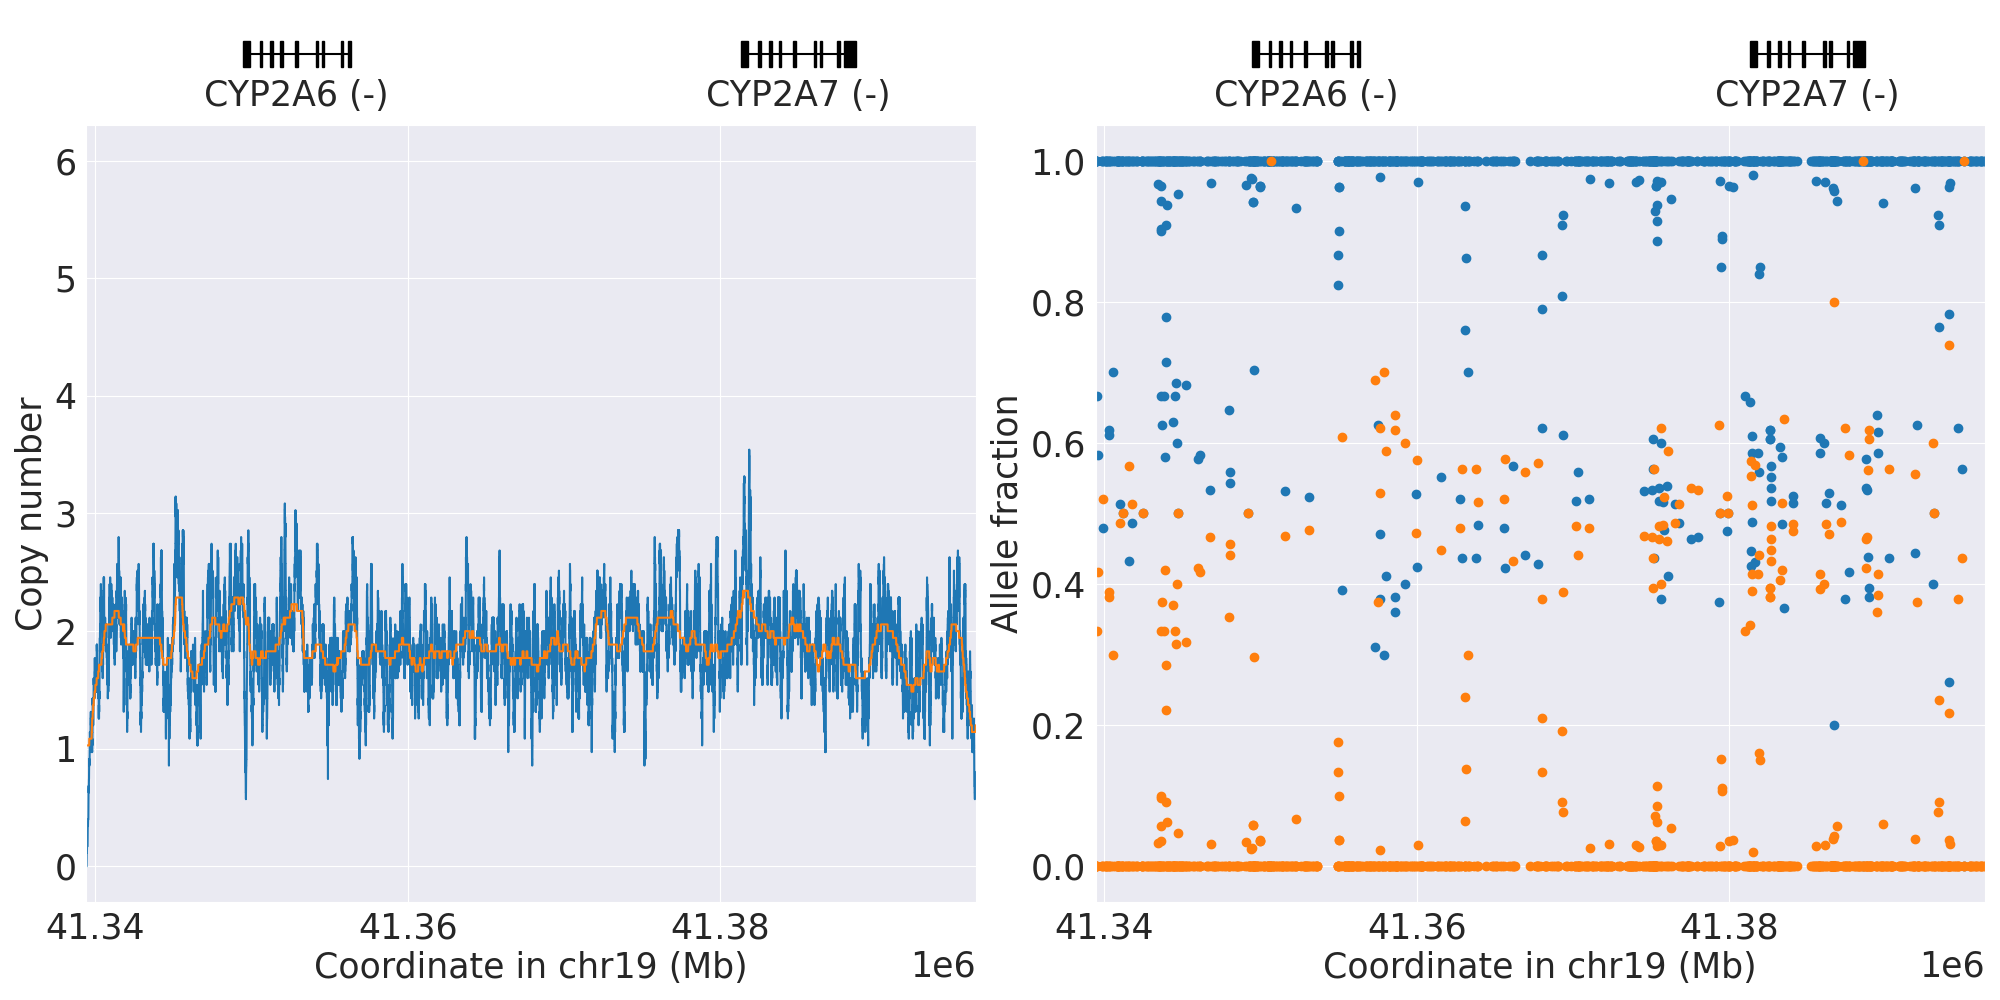 CYP2A6 (-) CYP2A7 (-) CYP2A6 (-) CYP2A7 (-)
6
5
4
3
2
1
0
Copy number
41.34 41.36 41.38
Coordinate in chr19 (Mb) 1e6
1.0
0.8
0.6
0.4
0.2
0.0
Allele fraction
41.34 41.36 41.38
Coordinate in chr19 (Mb) 1e6